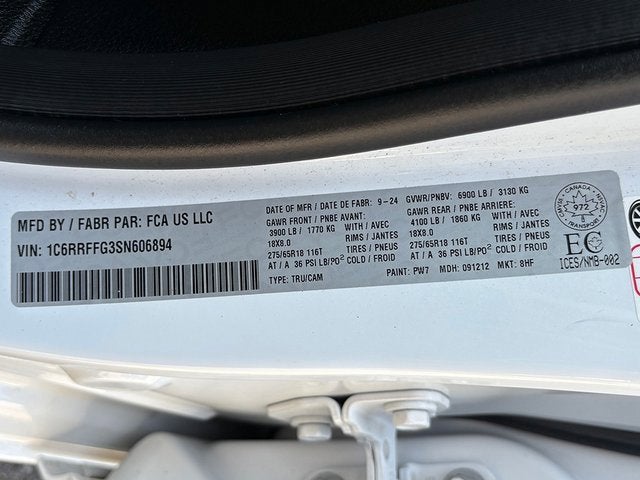 MFD BY / FABR PAR: FCA US LLC
VIN: 1C6RRFFG3SN606894
DATE OF MFR / DATE DE FABR: 9-24 GVWR/PNBV: 6900 LB / 3130 KG
GAWR FRONT / PNBE AVANT: GAWR REAR / PNBE ARRIERE:
3900 LB / 1770 KG WITH / AVEC 4100 LB / 1860 KG WITH / AVEC
18X8.0 RIMS / JANTES 18X8.0 RIMS / JANTES
275/65R18 116T TIRES / PNEUS 275/65R18 116T TIRES / PNEUS
AT / A 36 PSI LB/PO² COLD / FROID AT / A 36 PSI LB/PO² COLD / FROID
TYPE: TRU/CAM PAINT: PW7 MDH: 091212 MKT: 8HF
CANADA
972
EC
ICES/NMB-002